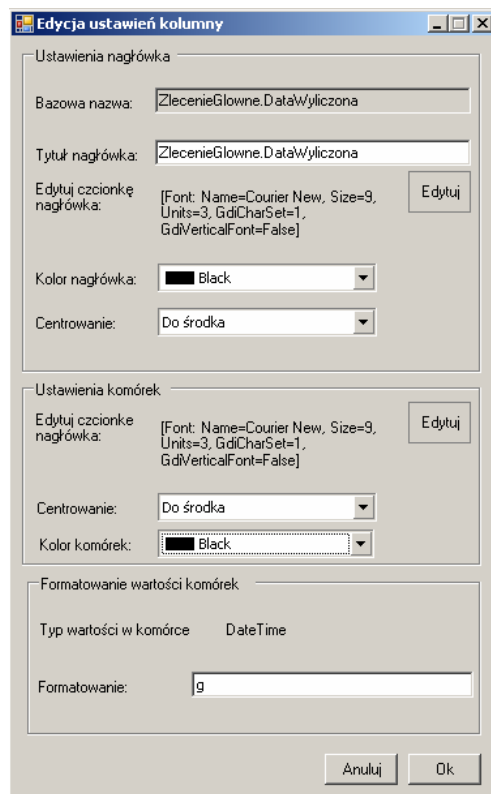 Edycja ustawień kolumny
Ustawienia nagłówka
Bazowa nazwa: ZlecenieGlowne.DataWyliczona
Tytuł nagłówka: ZlecenieGlowne.DataWyliczona
Edytuj czcionkę
nagłówka:
[Font: Name=Courier New, Size=9,
Units=3, GdiCharSet=1,
GdiVerticalFont=False]
Edytuj
Kolor nagłówka: Black
Centrowanie: Do środka
Ustawienia komórek
Edytuj czcionke
nagłówka:
[Font: Name=Courier New, Size=9,
Units=3, GdiCharSet=1,
GdiVerticalFont=False]
Edytuj
Centrowanie: Do środka
Kolor komórek: Black
Formatowanie wartości komórek
Typ wartości w komórce DateTime
Formatowanie: g
Anuluj Ok